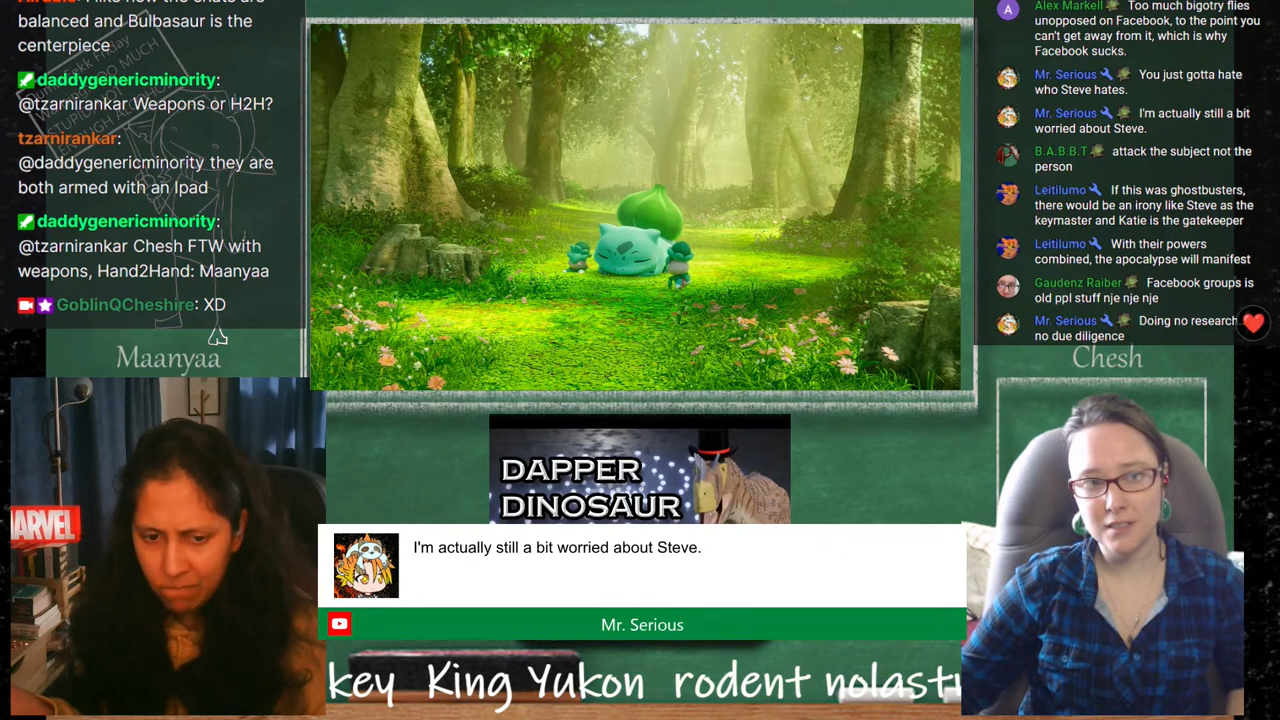 balanced and Bulbasaur is the
centerpiece
daddygenericminority:
@tzarnirankar Weapons or H2H?
tzarnirankar:
@daddygenericminority they are
both armed with an Ipad
daddygenericminority:
@tzarnirankar Chesh FTW with
weapons, Hand2Hand: Maanyaa
GoblinQCheshire: XD
Maanyaa
MARVEL
DAPPER
DINOSAUR
I'm actually still a bit worried about Steve.
Mr. Serious
key King Yukon rodent
A
Alex Markell Too much bigotry flies
unopposed on Facebook, to the point you
can't get away from it, which is why
Facebook sucks.
Mr. Serious You just gotta hate
who Steve hates.
Mr. Serious I'm actually still a bit
worried about Steve.
B.A.B.B.T attack the subject not the
person
Leitilumo If this was ghostbusters,
there would be an irony like Steve as the
keymaster and Katie is the gatekeeper
Leitilumo With their powers
combined, the apocalypse will manifest
Gaudenz Raiber Facebook groups is
old ppl stuff nje nje nje
Mr. Serious Doing no research
no due diligence
Chesh